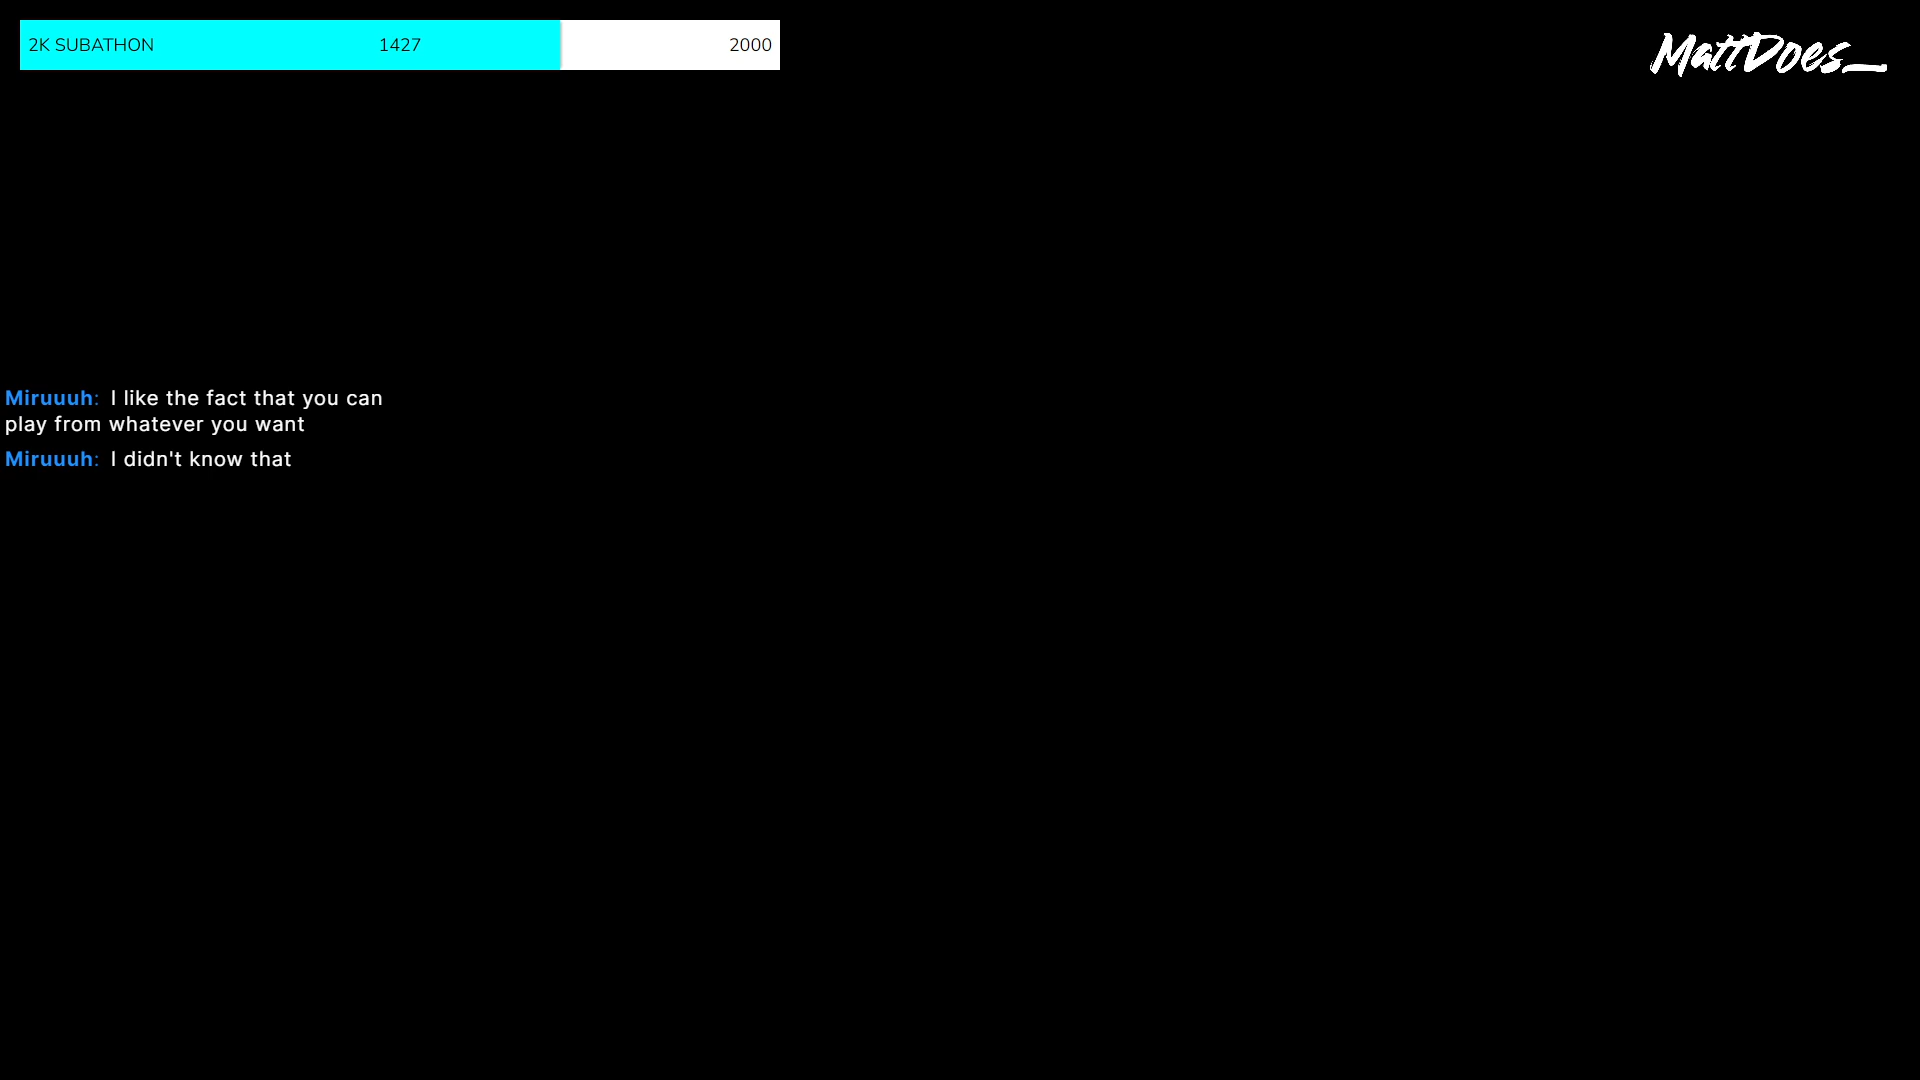 2K SUBATHON 1427 2000
MattDoes_
Miruuuh: I like the fact that you can
play from whatever you want
Miruuuh: I didn't know that